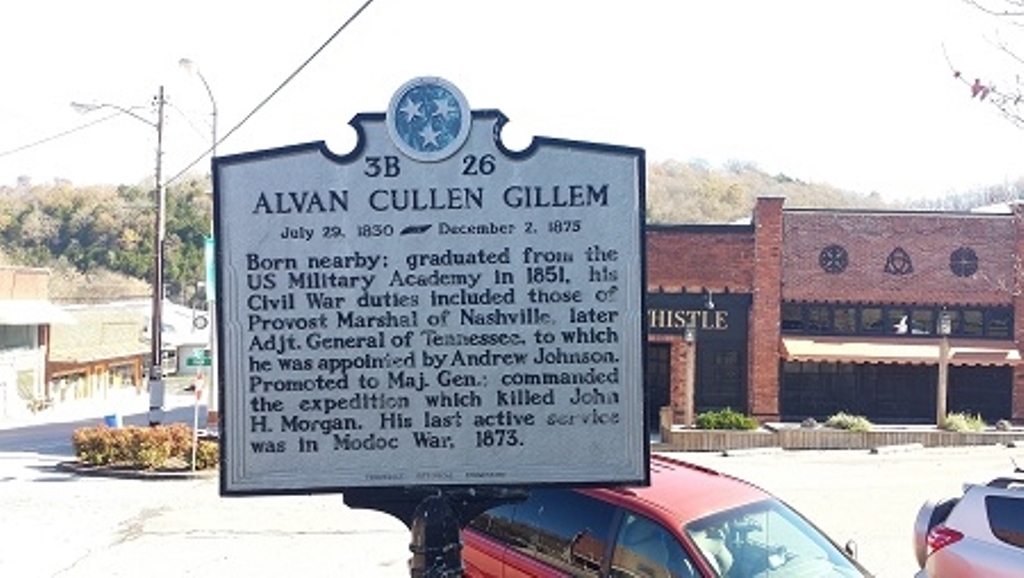 3B 26
ALVAN CULLEN GILLEM
July 29, 1830 December 2, 1875
Born nearby; graduated from the
US Military Academy in 1851, his
Civil War duties included those of
Provost Marshal of Nashville, later
Adjt. General of Tennessee, to which
he was appointed by Andrew Johnson.
Promoted to Maj. Gen.; commanded
the expedition which killed John
H. Morgan. His last active service
was in Modoc War, 1873.
HISTLE